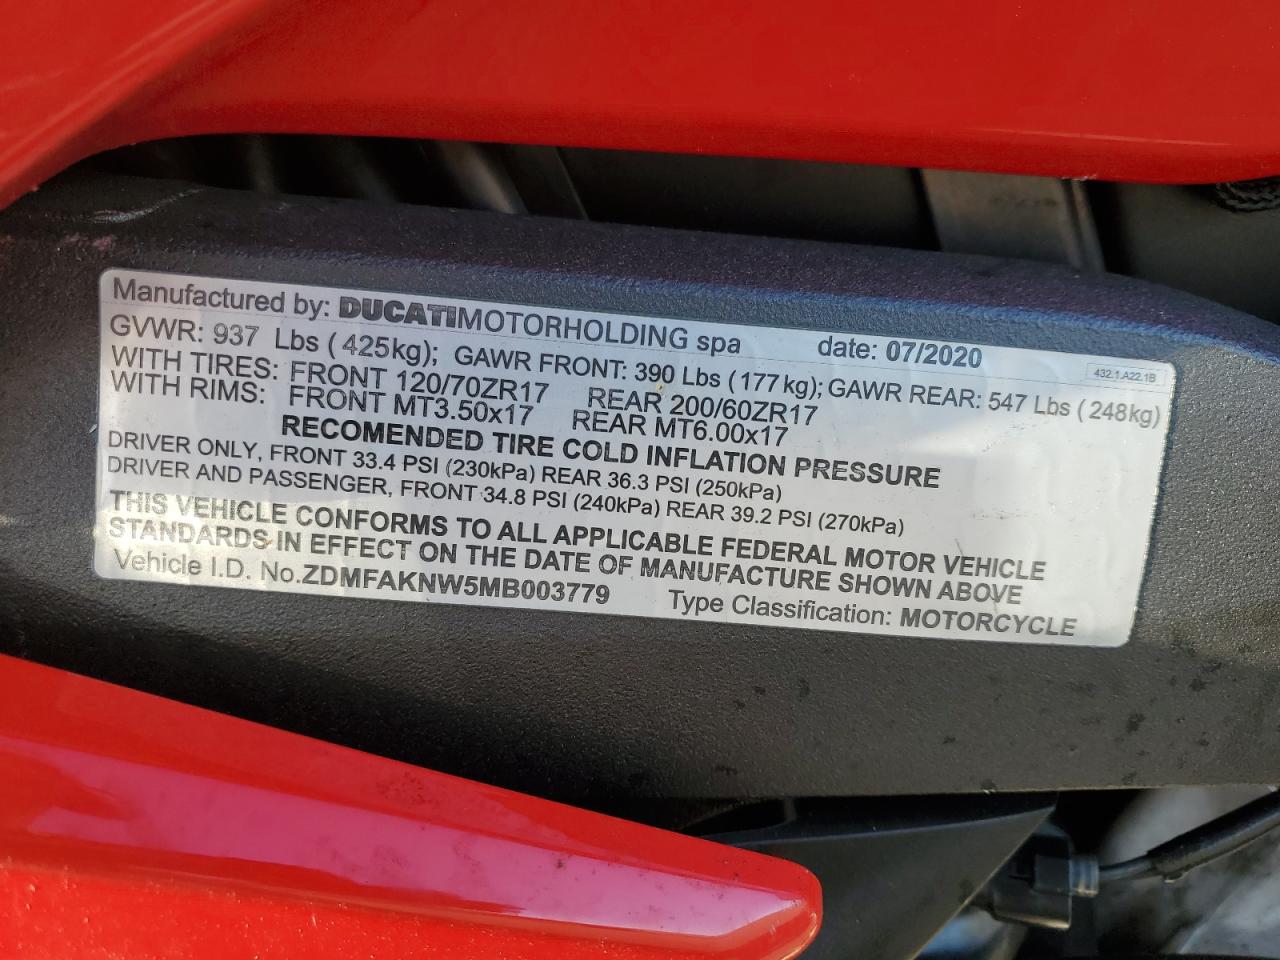 Manufactured by: DUCATIMOTORHOLDING spa date: 07/2020
432.1.A22.1B
GVWR: 937 Lbs (425kg); GAWR FRONT: 390 Lbs (177kg); GAWR REAR: 547 Lbs (248kg)
WITH TIRES: FRONT 120/70ZR17 REAR 200/60ZR17
WITH RIMS: FRONT MT3.50x17 REAR MT6.00x17
RECOMENDED TIRE COLD INFLATION PRESSURE
DRIVER ONLY, FRONT 33.4 PSI (230kPa) REAR 36.3 PSI (250kPa)
DRIVER AND PASSENGER, FRONT 34.8 PSI (240kPa) REAR 39.2 PSI (270kPa)
THIS VEHICLE CONFORMS TO ALL APPLICABLE FEDERAL MOTOR VEHICLE
STANDARDS IN EFFECT ON THE DATE OF MANUFACTURE SHOWN ABOVE
Vehicle I.D. No.ZDMFAKNW5MB003779 Type Classification: MOTORCYCLE